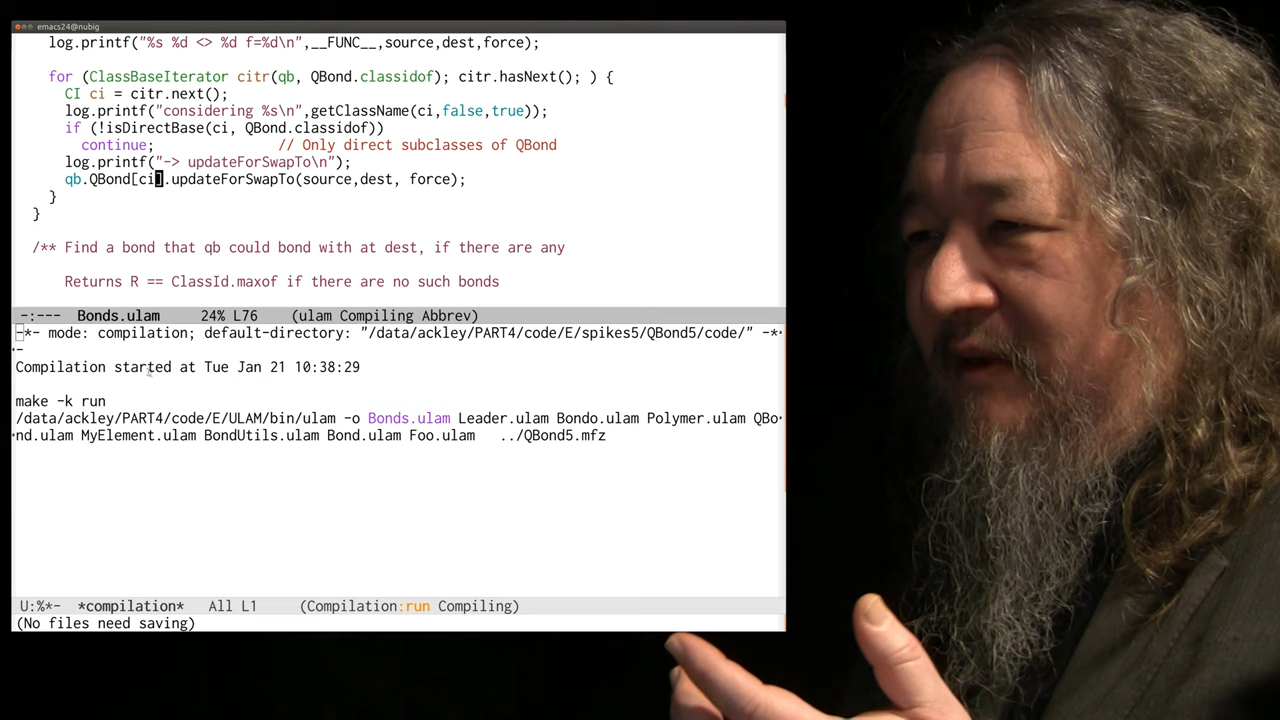 emacs24@nubig
log.printf("%s %d <> %d f=%d\n",__FUNC__,source,dest,force);
for (ClassBaseIterator citr(qb, QBond.classidof); citr.hasNext(); ) {
CI ci = citr.next();
log.printf("considering %s\n",getClassName(ci,false,true));
if (!isDirectBase(ci, QBond.classidof))
continue; // Only direct subclasses of QBond
log.printf("-> updateForSwapTo\n");
qb.QBond[ci].updateForSwapTo(source,dest, force);
}
}
/** Find a bond that qb could bond with at dest, if there are any
Returns R == ClassId.maxof if there are no such bonds
-:--- Bonds.ulam 24% L76 (ulam Compiling Abbrev)
-*- mode: compilation; default-directory: "/data/ackley/PART4/code/E/spikes5/QBond5/code/" -*
-
Compilation started at Tue Jan 21 10:38:29
make -k run
/data/ackley/PART4/code/E/ULAM/bin/ulam -o Bonds.ulam Leader.ulam Bondo.ulam Polymer.ulam QBo
nd.ulam MyElement.ulam BondUtils.ulam Bond.ulam Foo.ulam ../QBond5.mfz
U:%*- *compilation* All L1 (Compilation:run Compiling)
(No files need saving)